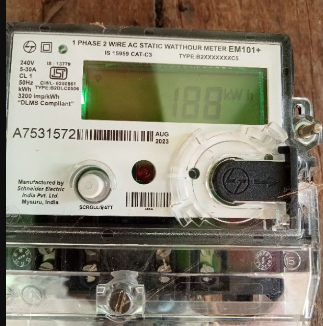 1 PHASE 2 WIRE AC STATIC WATTHOUR METER EM101+
IS 15959 CAT-C3
TYPE:B2XXXXXXXC5
240V
5-30A
CL 1
50Hz
kWh
3200 imp/kWh
"DLMS Compliant"
IS : 13779
A7531572
AUG
2023
Manufactured by
Schneider Electric
India Pvt. Ltd.
Mysuru, India
SCROLL/BATT